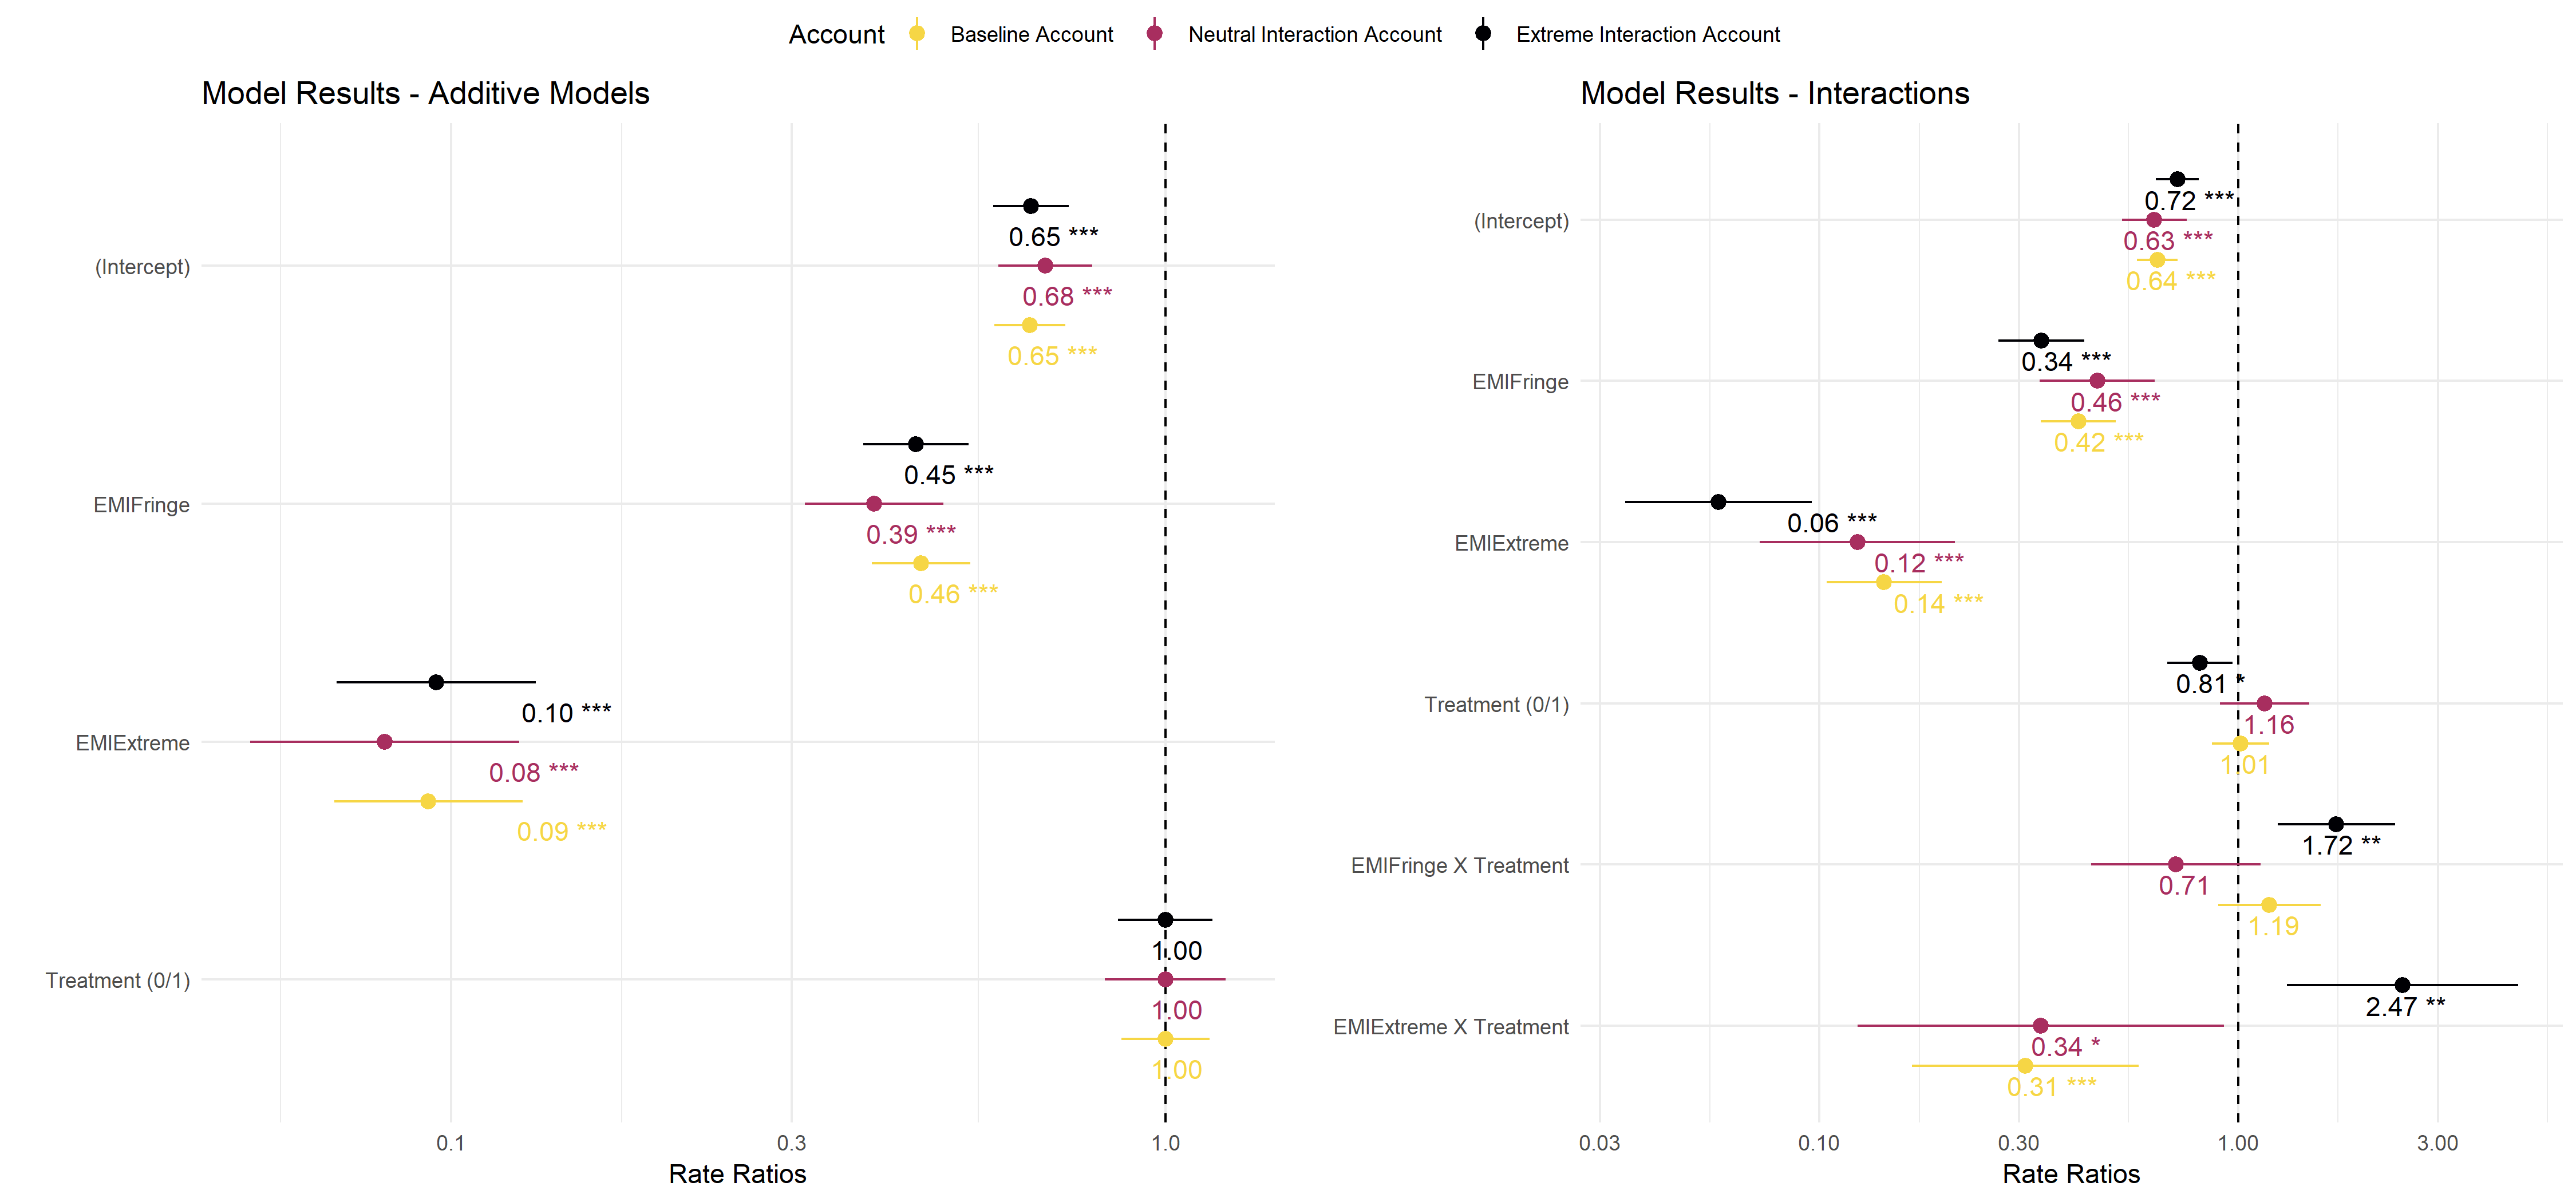 Account Baseline Account Neutral Interaction Account Extreme Interaction Account
Model Results - Additive Models
(Intercept)
0.65 ***
0.68 ***
0.65 ***
EMIFringe
0.45 ***
0.39 ***
0.46 ***
EMIExtreme
0.10 ***
0.08 ***
0.09 ***
Treatment (0/1)
1.00
1.00
1.00
0.1 0.3 1.0
Rate Ratios
Model Results - Interactions
(Intercept)
0.72 ***
0.63 ***
0.64 ***
EMIFringe
0.34 ***
0.46 ***
0.42 ***
EMIExtreme
0.06 ***
0.12 ***
0.14 ***
Treatment (0/1)
0.81 *
1.16
1.01
EMIFringe X Treatment
1.72 **
0.71
1.19
EMIExtreme X Treatment
2.47 **
0.34 *
0.31 ***
0.03 0.10 0.30 1.00 3.00
Rate Ratios